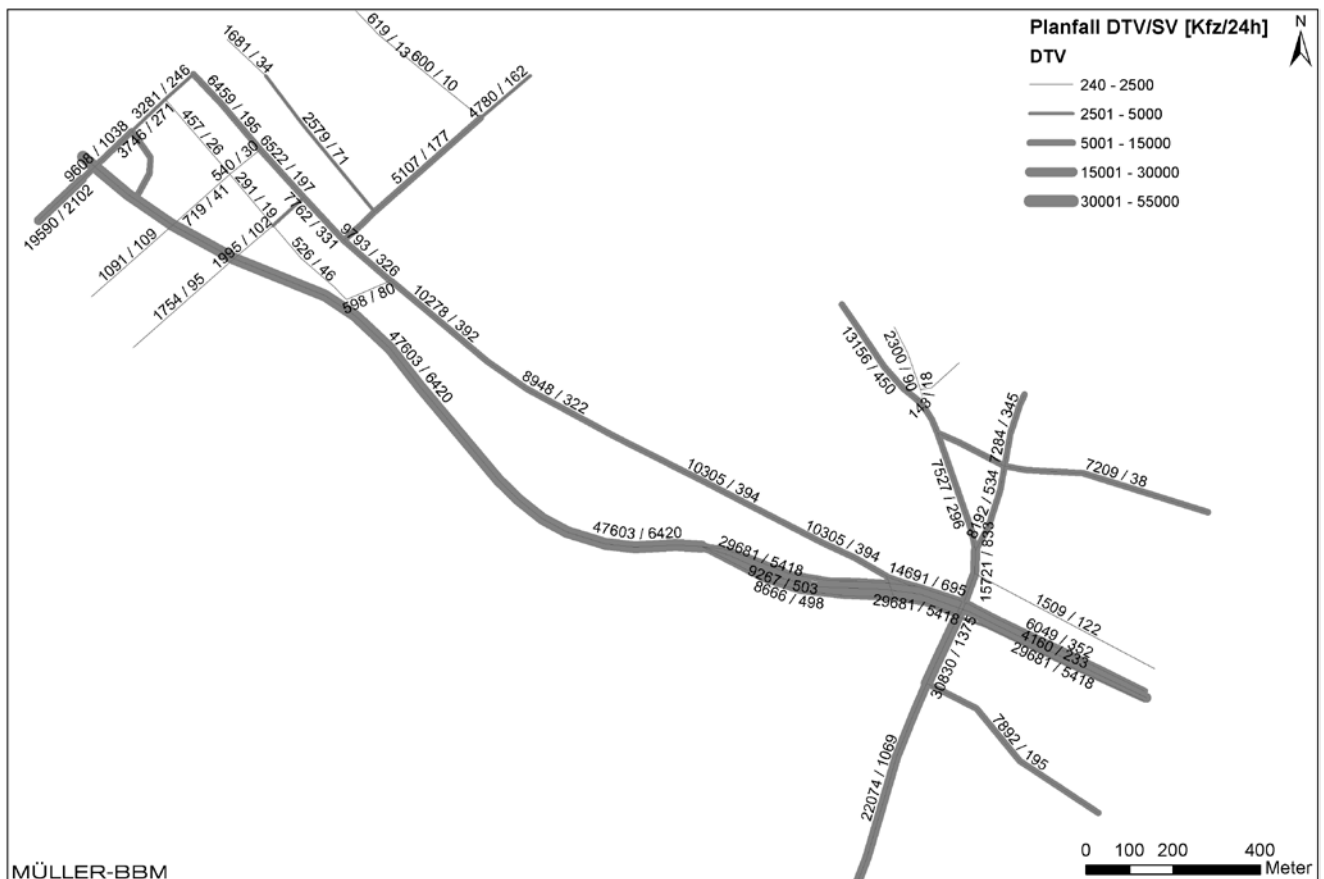 Planfall DTV/SV [Kfz/24h]
N
DTV
240 - 2500
2501 - 5000
5001 - 15000
15001 - 30000
30001 - 55000
619 / 13
600 / 10
1681 / 34
4780 / 162
2579 / 71
5107 / 177
3281 / 246
6459 / 195
3746 / 271
457 / 26
9608 / 1038
6522 / 197
540 / 30
291 / 19
7762 / 331
719 / 41
19590 / 2102
1091 / 109
1995 / 102
9793 / 326
526 / 46
1754 / 95
598 / 80
10278 / 392
47603 / 6420
8948 / 322
13156 / 450
2300 / 90
143 / 18
7284 / 345
10305 / 394
7527 / 296
8192 / 534
7209 / 38
47603 / 6420
10305 / 394
29681 / 5418
9267 / 503
8666 / 498
14691 / 695
29681 / 5418
15721 / 833
1509 / 122
6049 / 352
4160 / 233
29681 / 5418
30830 / 1375
7892 / 195
22074 / 1069
0 100 200 400
Meter
MÜLLER-BBM